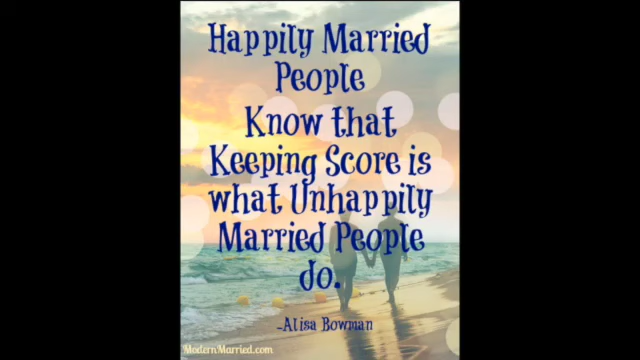 Happily Married
People
Know that
Keeping Score is
what Unhappily
Married People
do.
-Alisa Bowman
ModernMarried.com